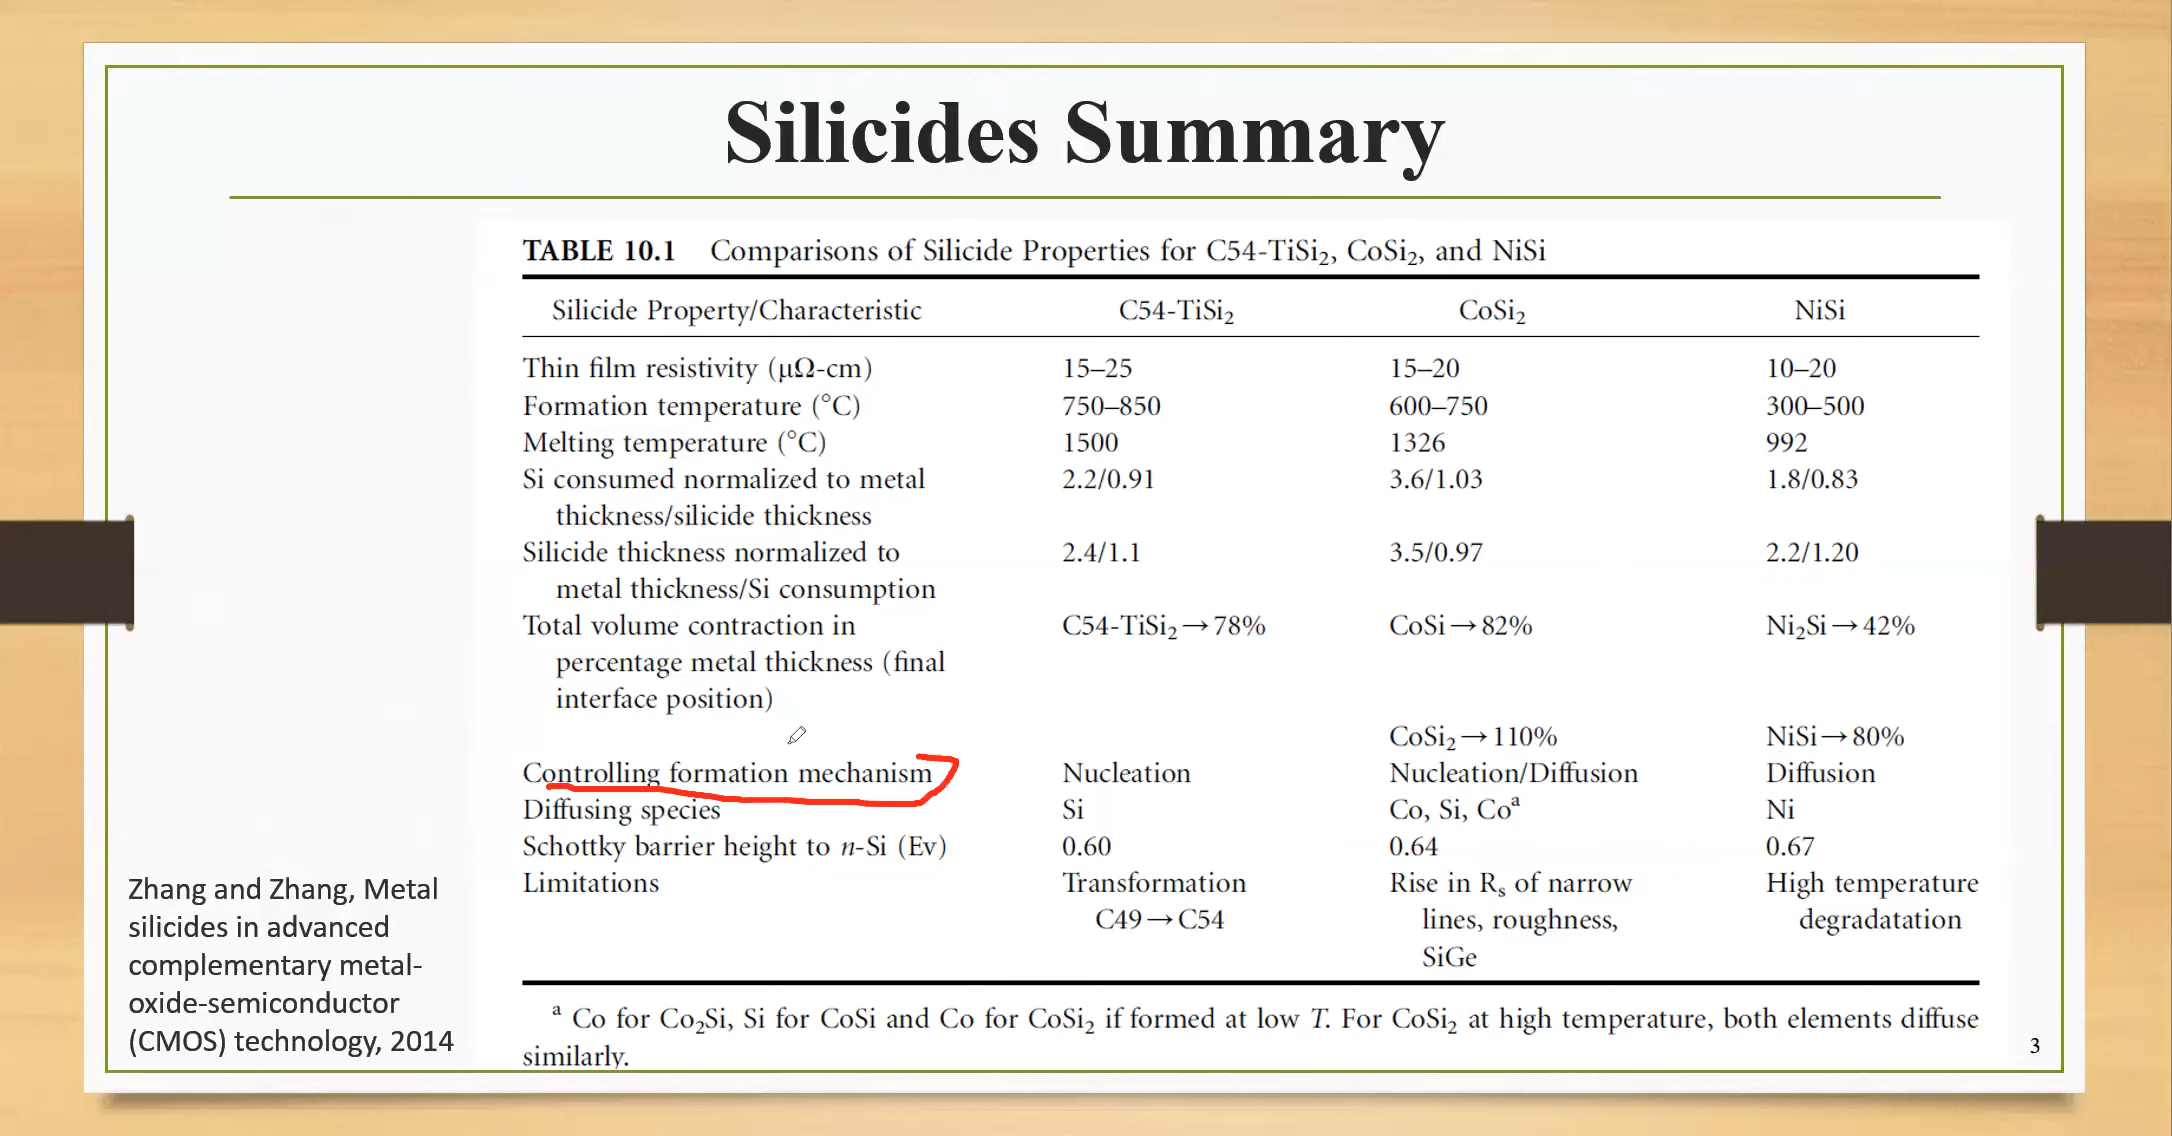 Silicides Summary
TABLE 10.1 Comparisons of Silicide Properties for C54-TiSi₂, CoSi₂, and NiSi
Silicide Property/Characteristic C54-TiSi₂ CoSi₂ NiSi
Thin film resistivity (μΩ-cm) 15–25 15–20 10–20
Formation temperature (°C) 750–850 600–750 300–500
Melting temperature (°C) 1500 1326 992
Si consumed normalized to metal 2.2/0.91 3.6/1.03 1.8/0.83
thickness/silicide thickness
Silicide thickness normalized to 2.4/1.1 3.5/0.97 2.2/1.20
metal thickness/Si consumption
Total volume contraction in C54-TiSi₂→78% CoSi→82% Ni₂Si→42%
percentage metal thickness (final
interface position)
CoSi₂→110% NiSi→80%
Controlling formation mechanism Nucleation Nucleation/Diffusion Diffusion
Diffusing species Si Co, Si, Coᵃ Ni
Schottky barrier height to n-Si (Ev) 0.60 0.64 0.67
Limitations Transformation Rise in Rₛ of narrow High temperature
C49→C54 lines, roughness, degradatation
SiGe
ᵃ Co for Co₂Si, Si for CoSi and Co for CoSi₂ if formed at low T. For CoSi₂ at high temperature, both elements diffuse
similarly.
Zhang and Zhang, Metal
silicides in advanced
complementary metal-
oxide-semiconductor
(CMOS) technology, 2014
3